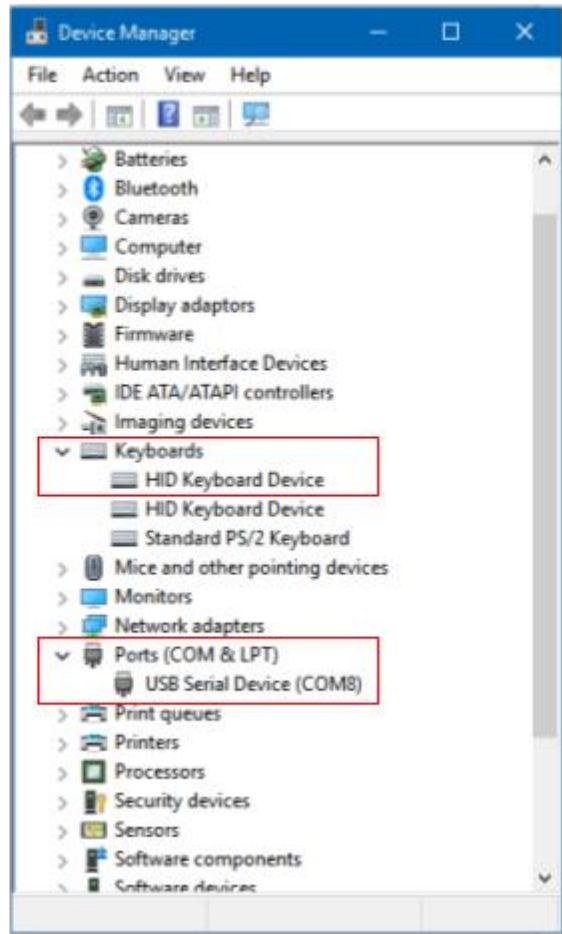 Device Manager
File Action View Help
Batteries
Bluetooth
Cameras
Computer
Disk drives
Display adaptors
Firmware
Human Interface Devices
IDE ATA/ATAPI controllers
Imaging devices
Keyboards
HID Keyboard Device
HID Keyboard Device
Standard PS/2 Keyboard
Mice and other pointing devices
Monitors
Network adapters
Ports (COM & LPT)
USB Serial Device (COM8)
Print queues
Printers
Processors
Security devices
Sensors
Software components
Software devices